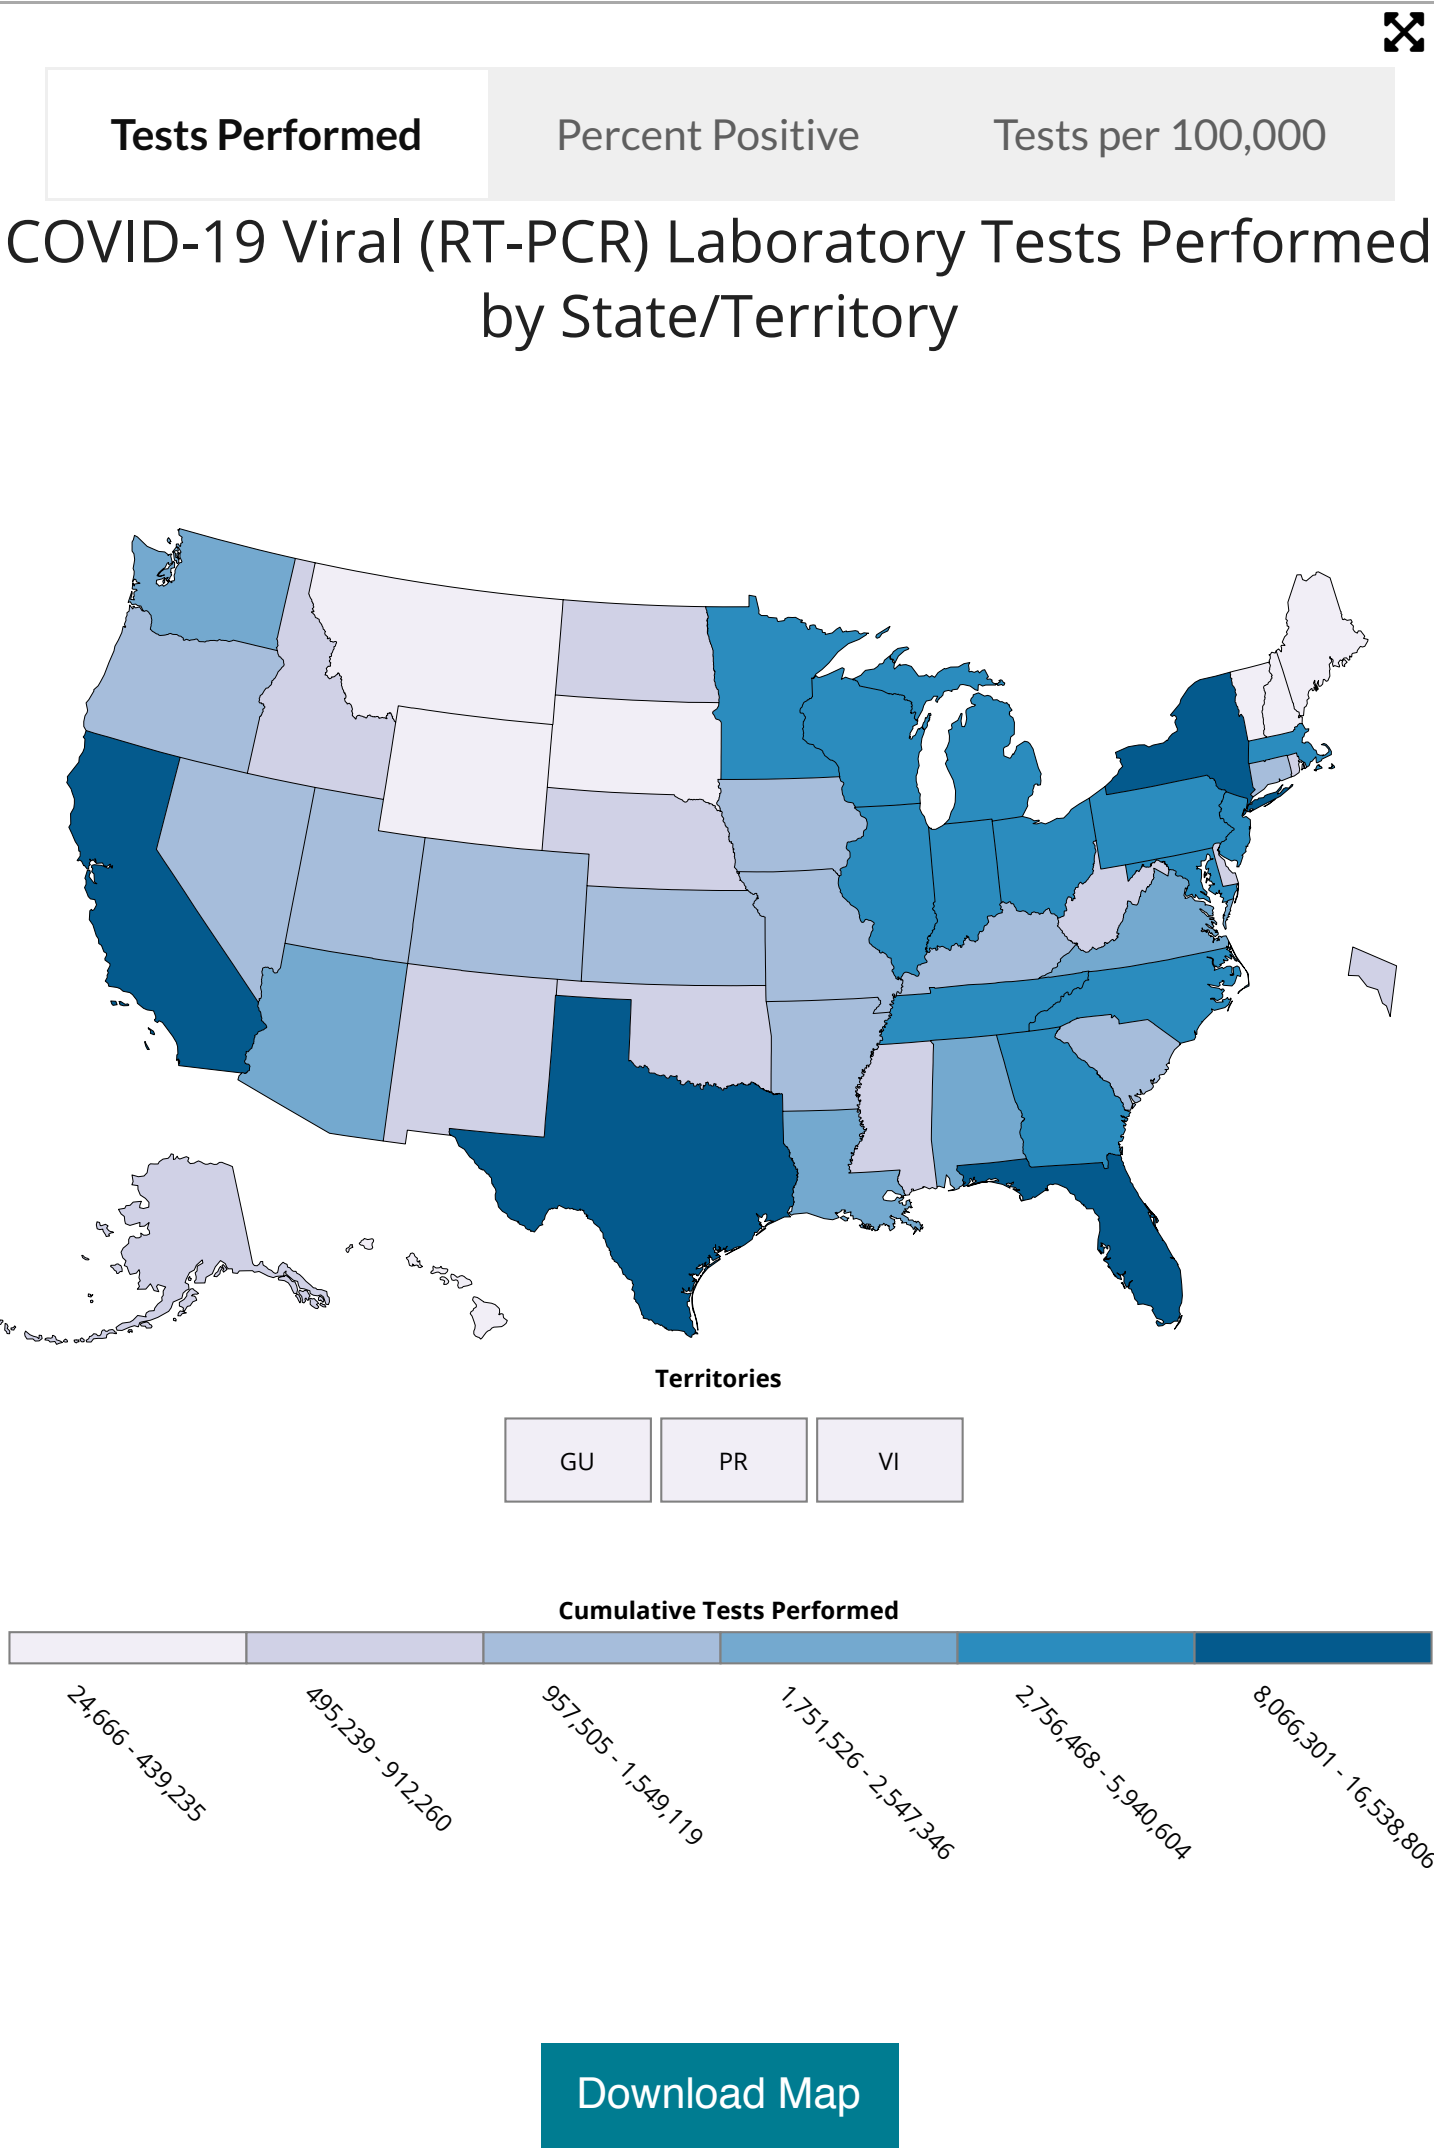 Tests Performed
Percent Positive
Tests per 100,000
COVID-19 Viral (RT-PCR) Laboratory Tests Performed
by State/Territory
Territories
GU
PR
VI
Cumulative Tests Performed
24,666 - 439,235
495,239 - 912,260
957,505 - 1,549,119
1,751,526 - 2,547,346
2,756,468 - 5,940,604
8,066,301 - 16,538,806
Download Map